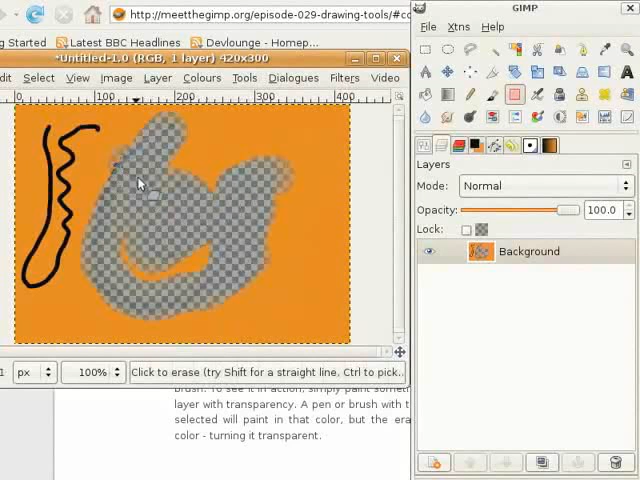 http://meetthegimp.org/episode-029-drawing-tools/#co
ng Started Latest BBC Headlines Devlounge - Homep...
*Untitled-1.0 (RGB, 1 layer) 420x300
dit Select View Image Layer Colours Tools Dialogues Filters Video
0 100 200 300 400
px 100% Click to erase (try Shift for a straight line, Ctrl to pick...
brush. To see it in action, simply paint someth
layer with transparency. A pen or brush with t
selected will paint in that color, but the era
color - turning it transparent.
GIMP
File Xtns Help
Layers
Mode: Normal
Opacity: 100.0
Lock:
Background